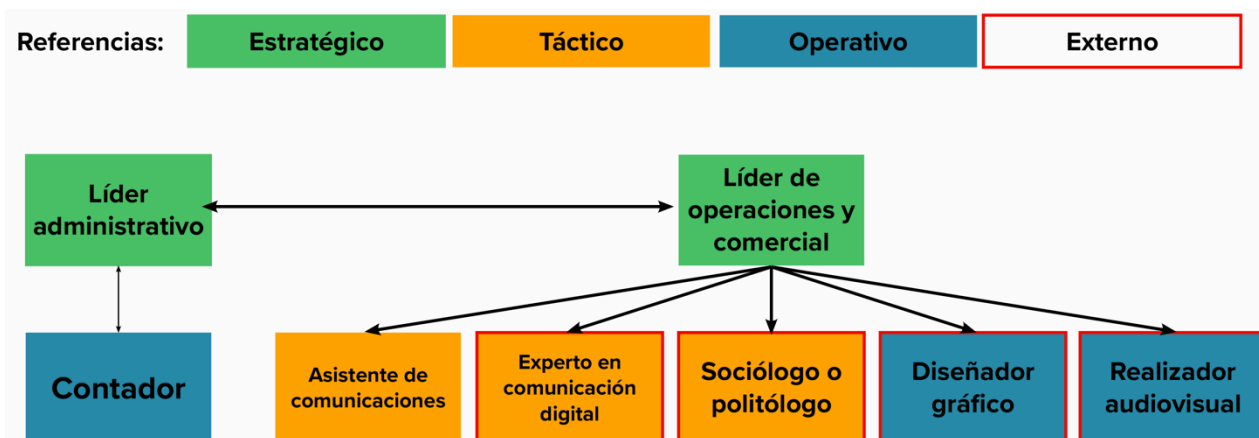 Referencias: Estratégico Táctico Operativo Externo
Líder
administrativo
Líder de
operaciones y
comercial
Contador
Asistente de
comunicaciones
Experto en
comunicación
digital
Sociólogo o
politólogo
Diseñador
gráfico
Realizador
audiovisual